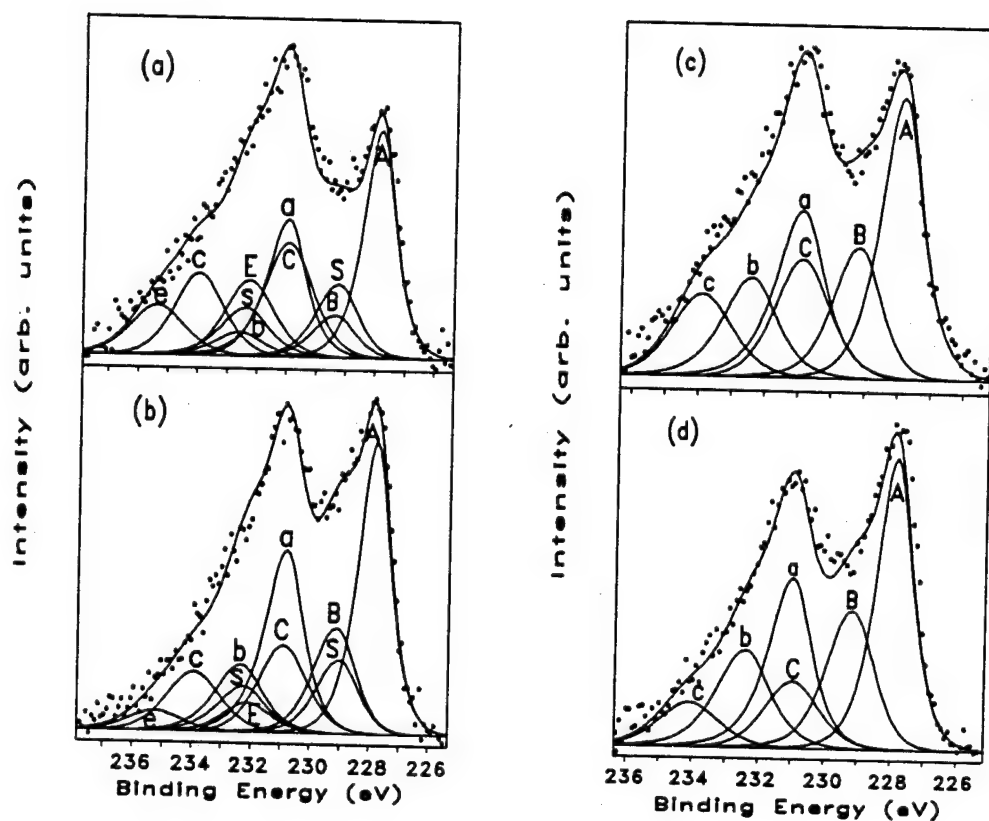 (a)
A
a
C
E
S
b
S
B
C
e
(b)
A
a
B
S
C
b
S
E
C
e
236 234 232 230 228 226
Binding Energy (eV)
Intensity (arb. units)
(c)
A
a
C
B
b
c
(d)
A
a
B
b
C
c
236 234 232 230 228 226
Binding Energy (eV)
Intensity (arb. units)